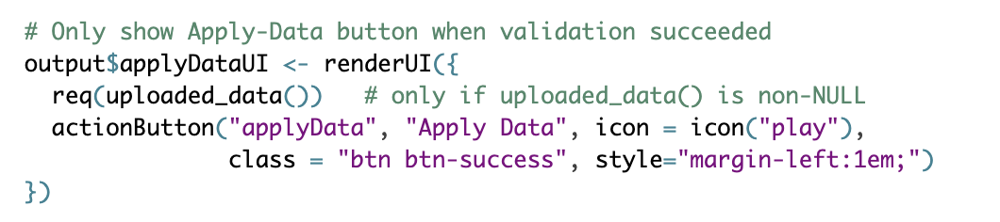 # Only show Apply-Data button when validation succeeded
output$applyDataUI <- renderUI({
  req(uploaded_data())   # only if uploaded_data() is non-NULL
  actionButton("applyData", "Apply Data", icon = icon("play"),
               class = "btn btn-success", style="margin-left:1em;")
})